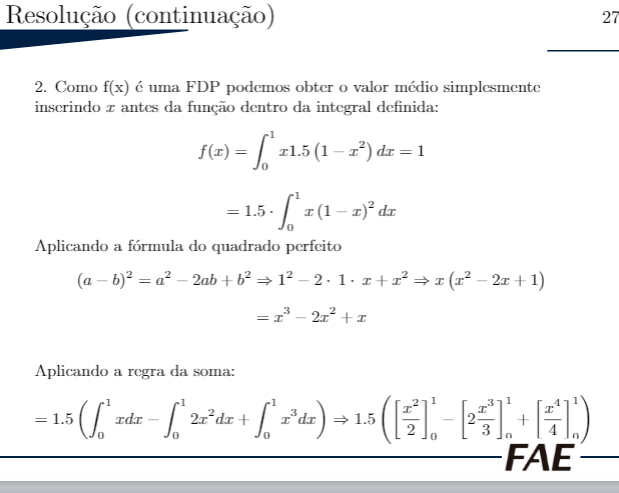 Resolução (continuação)
27
2. Como f(x) é uma FDP podemos obter o valor médio simplesmente
inserindo x antes da função dentro da integral definida:
f(x) = ∫₀¹ x1.5 (1 − x²) dx = 1
= 1.5 · ∫₀¹ x (1 − x)² dx
Aplicando a fórmula do quadrado perfeito
(a − b)² = a² − 2ab + b² ⇒ 1² − 2 · 1 · x + x² ⇒ x (x² − 2x + 1)
= x³ − 2x² + x
Aplicando a regra da soma:
= 1.5 (∫₀¹ xdx − ∫₀¹ 2x²dx + ∫₀¹ x³dx) ⇒ 1.5 ([x²/2]₀¹ − [2 x³/3]₀¹ + [x⁴/4]₀¹)
FAE